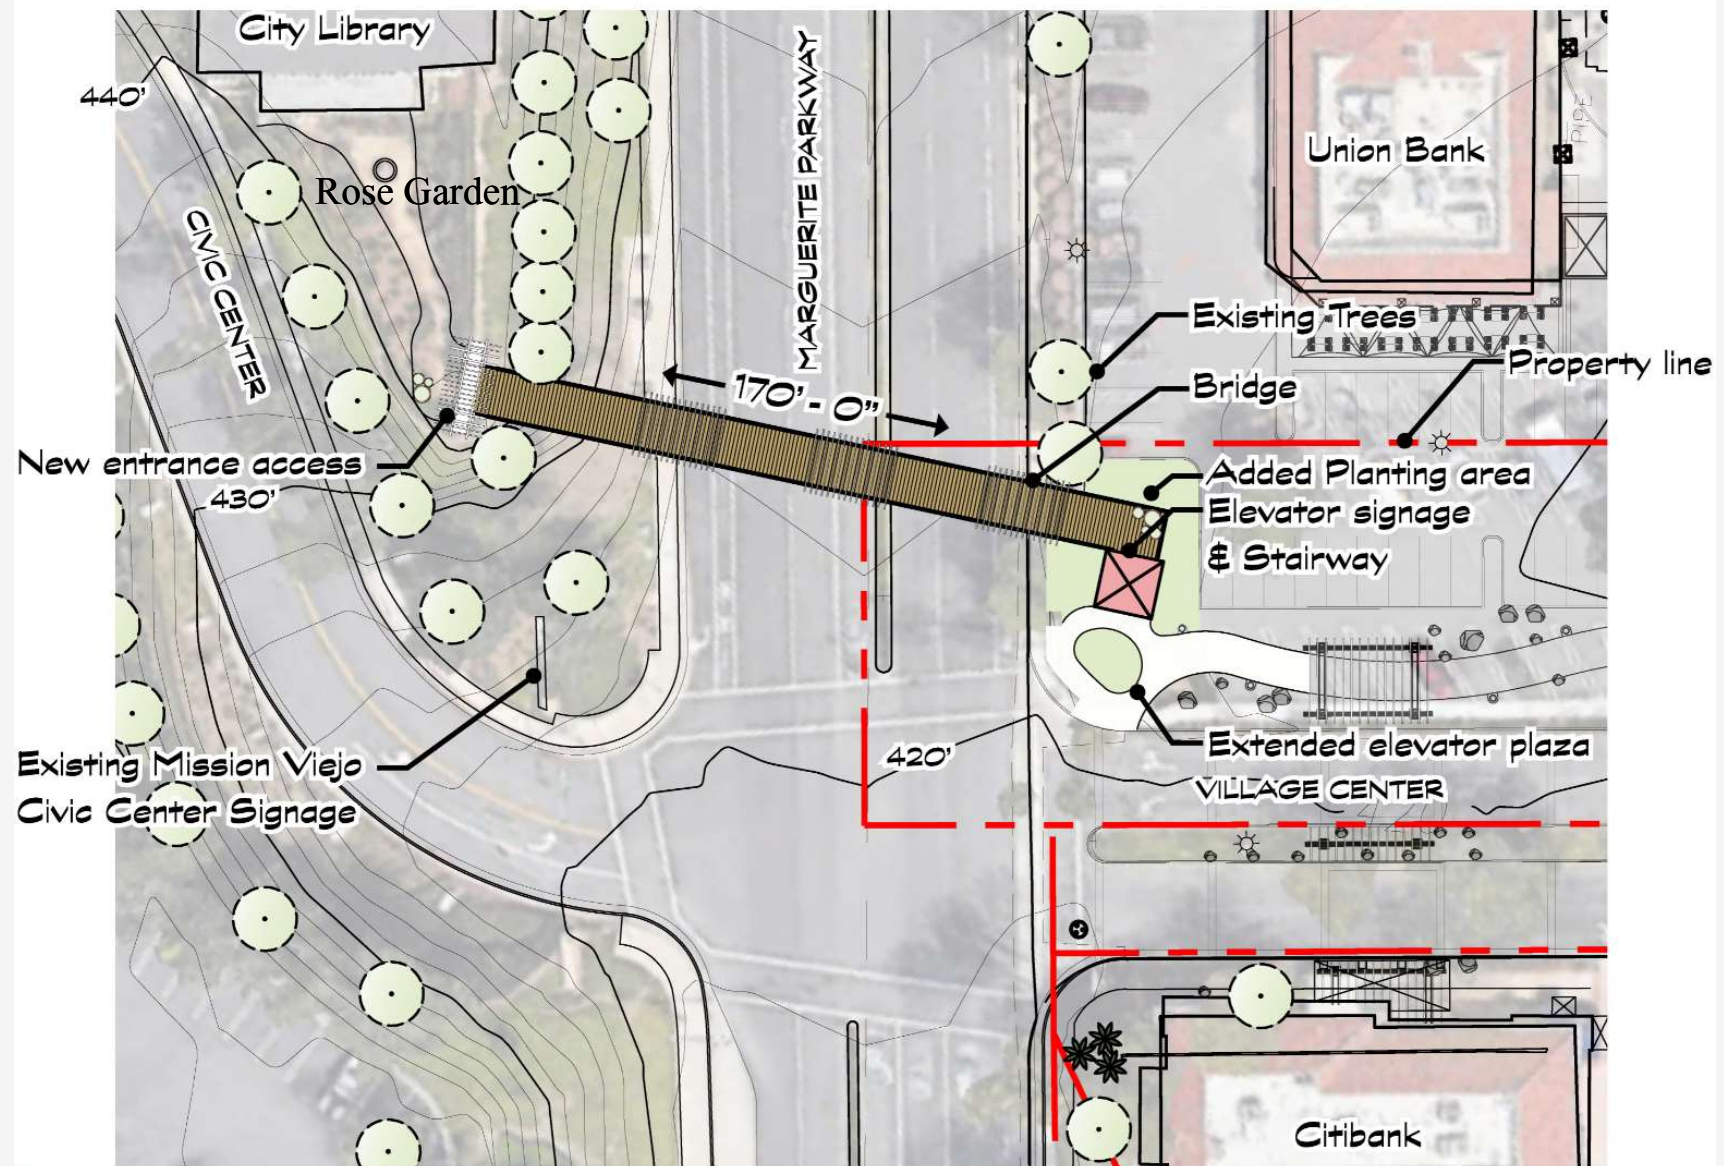 City Library
440'
MARGUERITE PARKWAY
Union Bank
PIPE
Rose Garden
CIVIC CENTER
Existing Trees
Property line
170' - 0"
Bridge
New entrance access
430'
Added Planting area
Elevator signage
& Stairway
Existing Mission Viejo
Civic Center Signage
420'
Extended elevator plaza
VILLAGE CENTER
Citibank